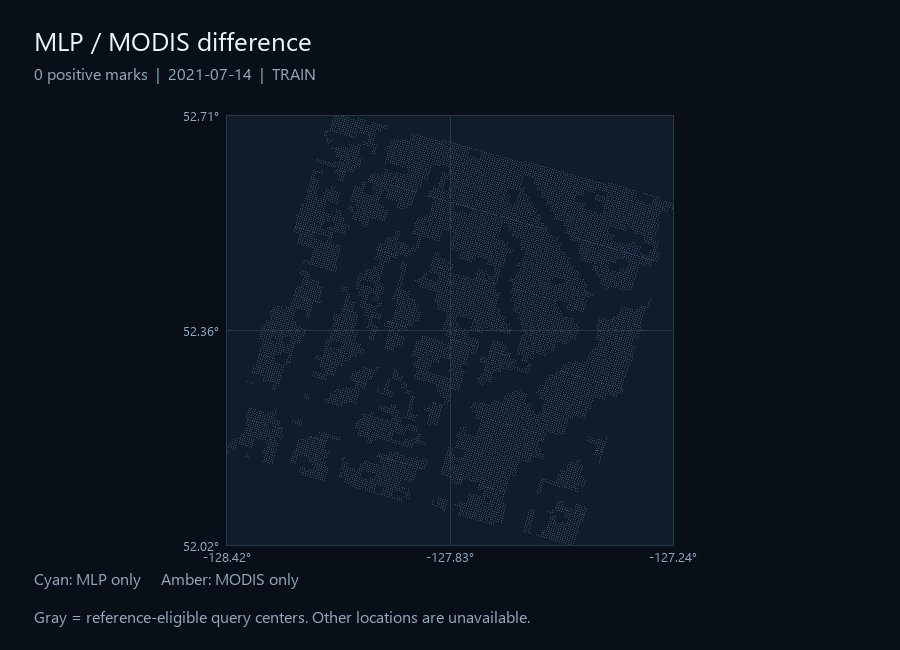 MLP / MODIS difference
0 positive marks | 2021-07-14 | TRAIN
52.71°
52.36°
52.02°
-128.42° -127.83° -127.24°
Cyan: MLP only Amber: MODIS only
Gray = reference-eligible query centers. Other locations are unavailable.